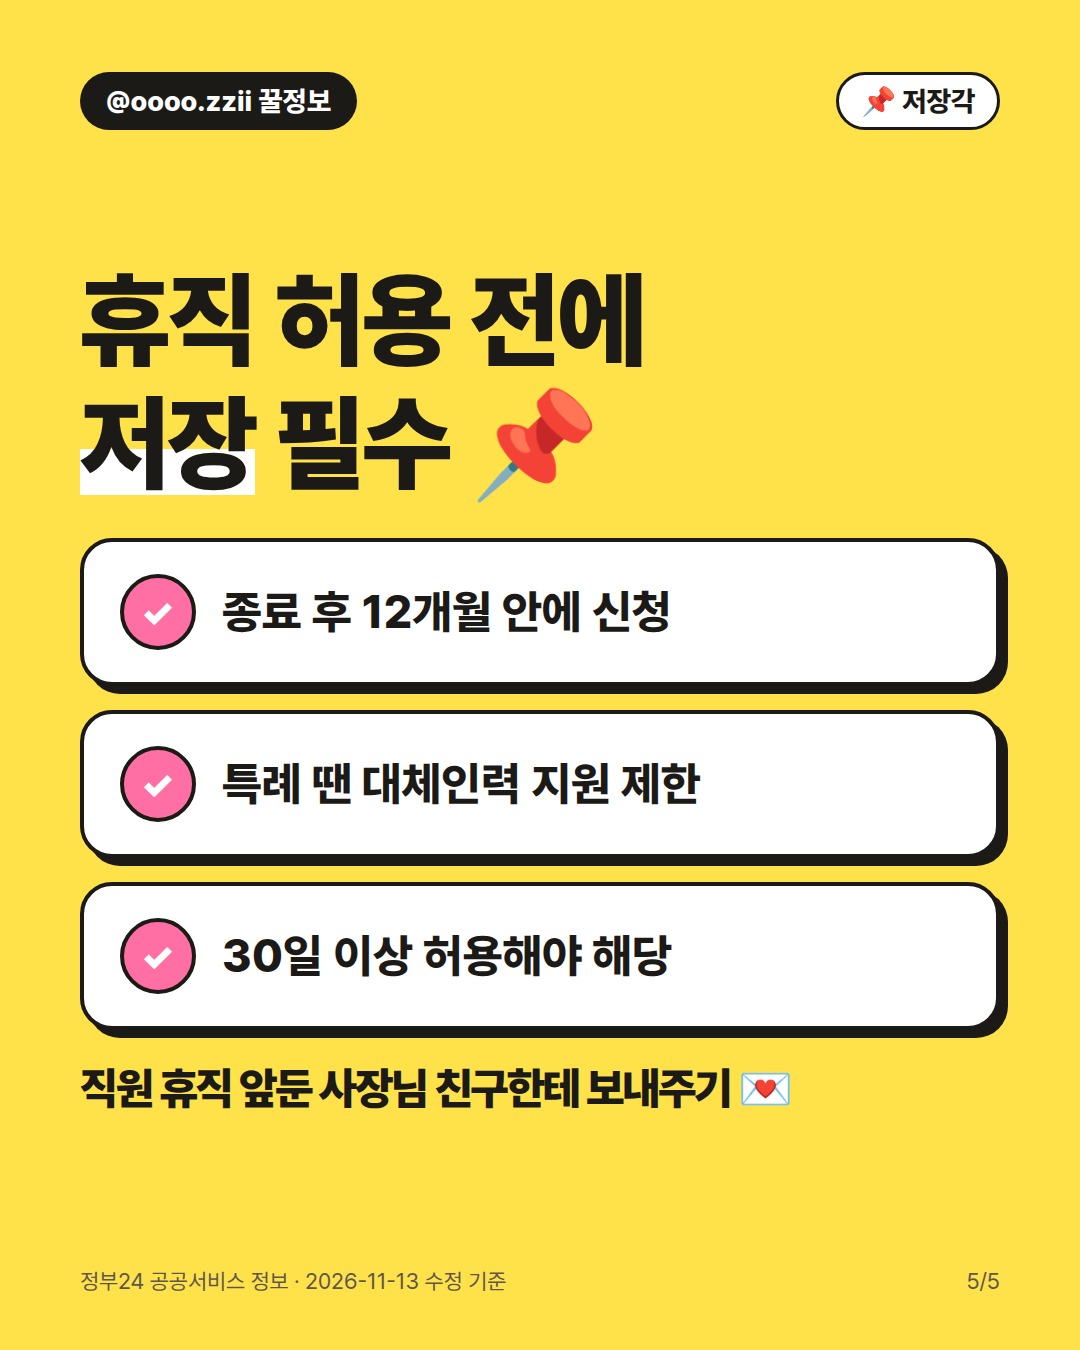 @oooo.zzii 꿀정보
📌 저장각
휴직 허용 전에
저장 필수 📌
종료 후 12개월 안에 신청
특례 땐 대체인력 지원 제한
30일 이상 허용해야 해당
직원 휴직 앞둔 사장님 친구한테 보내주기 💌
정부24 공공서비스 정보 · 2026-11-13 수정 기준
5/5